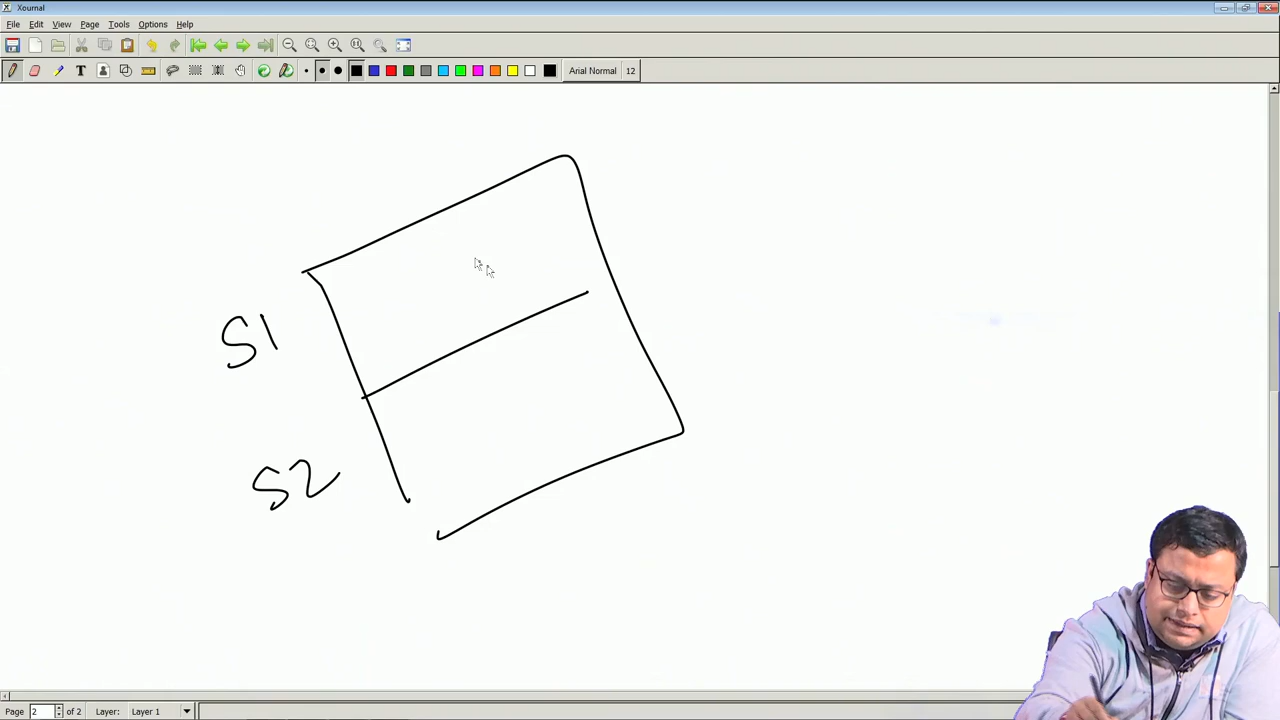 Xournal
File Edit View Page Tools Options Help
Arial Normal 12
S1
S2
Page 2 of 2 Layer: Layer 1